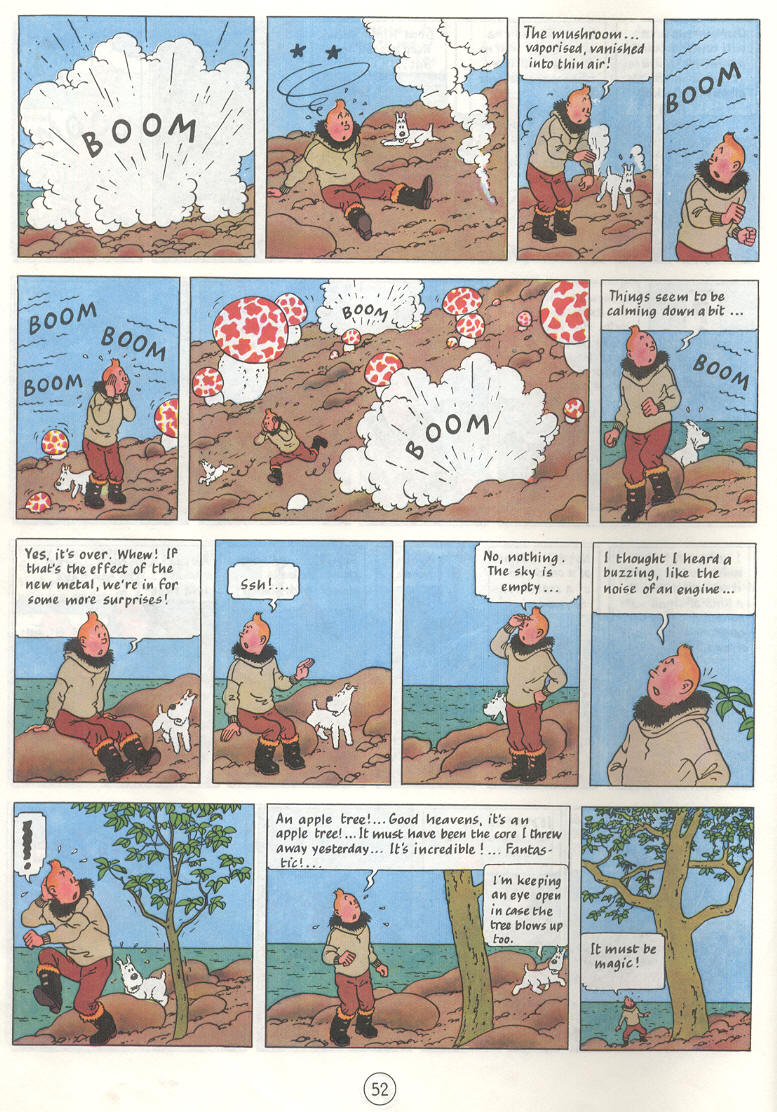 BOOM
The mushroom...
vaporised, vanished
into thin air!
BOOM
BOOM
BOOM
BOOM
BOOM
BOOM
Things seem to be
calming down a bit ...
BOOM
Yes, it's over. Whew! If
that's the effect of the
new metal, we're in for
some more surprises!
Ssh!...
No, nothing.
The sky is
empty ...
I thought I heard a
buzzing, like the
noise of an engine...
!
An apple tree!... Good heavens, it's an
apple tree!... It must have been the core I threw
away yesterday... It's incredible!... Fantas-
tic!...
I'm keeping
an eye open
in case the
tree blows up
too.
It must be
magic!
52